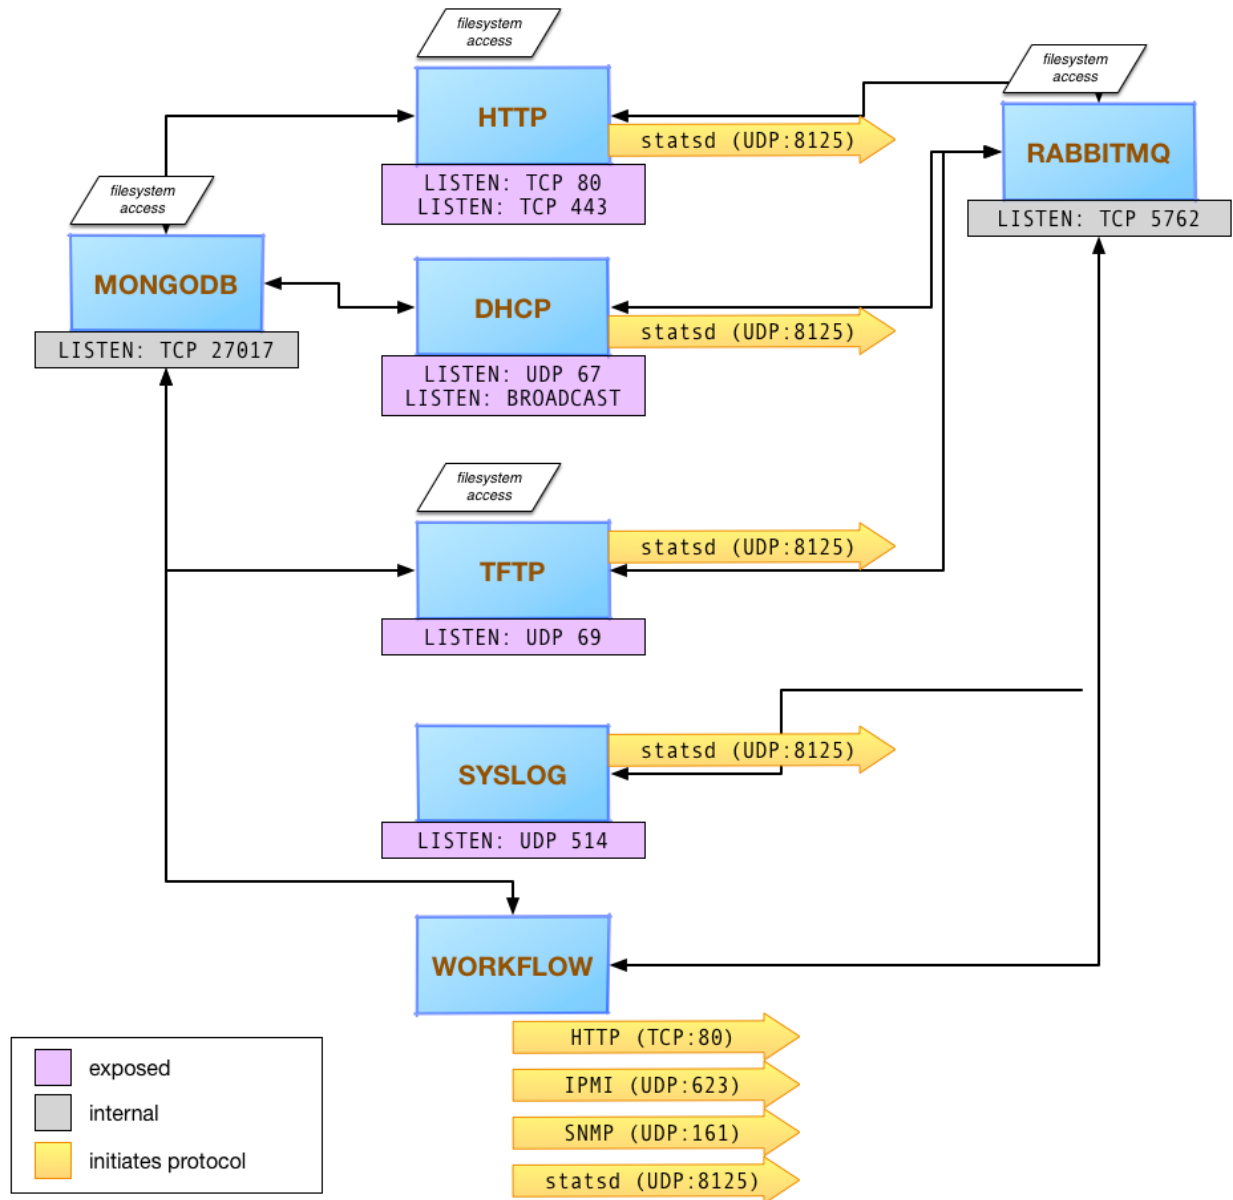 filesystem
access
HTTP
statsd (UDP:8125)
LISTEN: TCP 80
LISTEN: TCP 443
filesystem
access
RABBITMQ
LISTEN: TCP 5762
filesystem
access
MONGODB
LISTEN: TCP 27017
DHCP
statsd (UDP:8125)
LISTEN: UDP 67
LISTEN: BROADCAST
filesystem
access
TFTP
statsd (UDP:8125)
LISTEN: UDP 69
SYSLOG
statsd (UDP:8125)
LISTEN: UDP 514
WORKFLOW
HTTP (TCP:80)
IPMI (UDP:623)
SNMP (UDP:161)
statsd (UDP:8125)
exposed
internal
initiates protocol